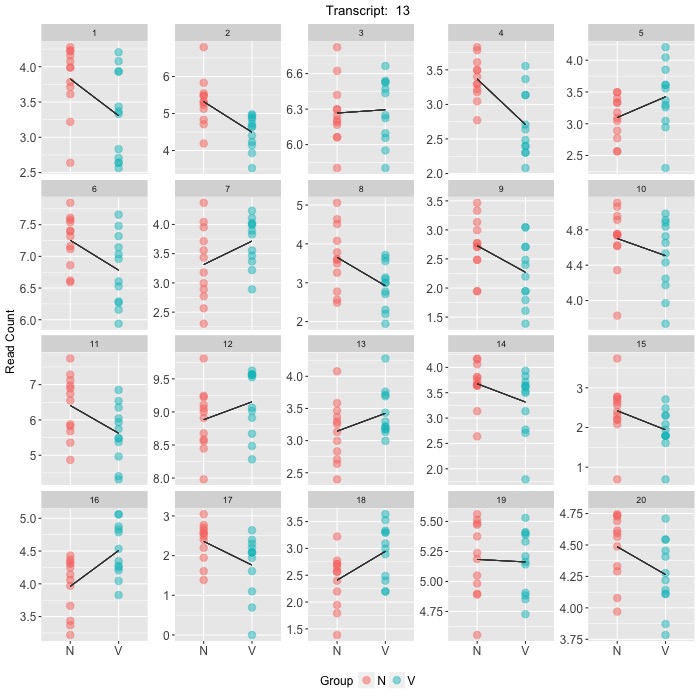 Transcript: 13
1 2 3 4 5
4.0 3.5 3.0 2.5
6 5 4
6.6 6.3 6.0
3.5 3.0 2.5 2.0
4.0 3.5 3.0 2.5
6 7 8 9 10
7.5 7.0 6.5 6.0
4.0 3.5 3.0 2.5
5 4 3 2
3.5 3.0 2.5 2.0 1.5
4.8 4.4 4.0
Read Count
11 12 13 14 15
7 6 5
9.5 9.0 8.5 8.0
4.0 3.5 3.0 2.5
4.0 3.5 3.0 2.5 2.0
3 2 1
16 17 18 19 20
5.0 4.5 4.0 3.5
3 2 1 0
3.5 3.0 2.5 2.0 1.5
5.50 5.25 5.00 4.75
4.75 4.50 4.25 4.00 3.75
N V N V N V N V N V
Group N V